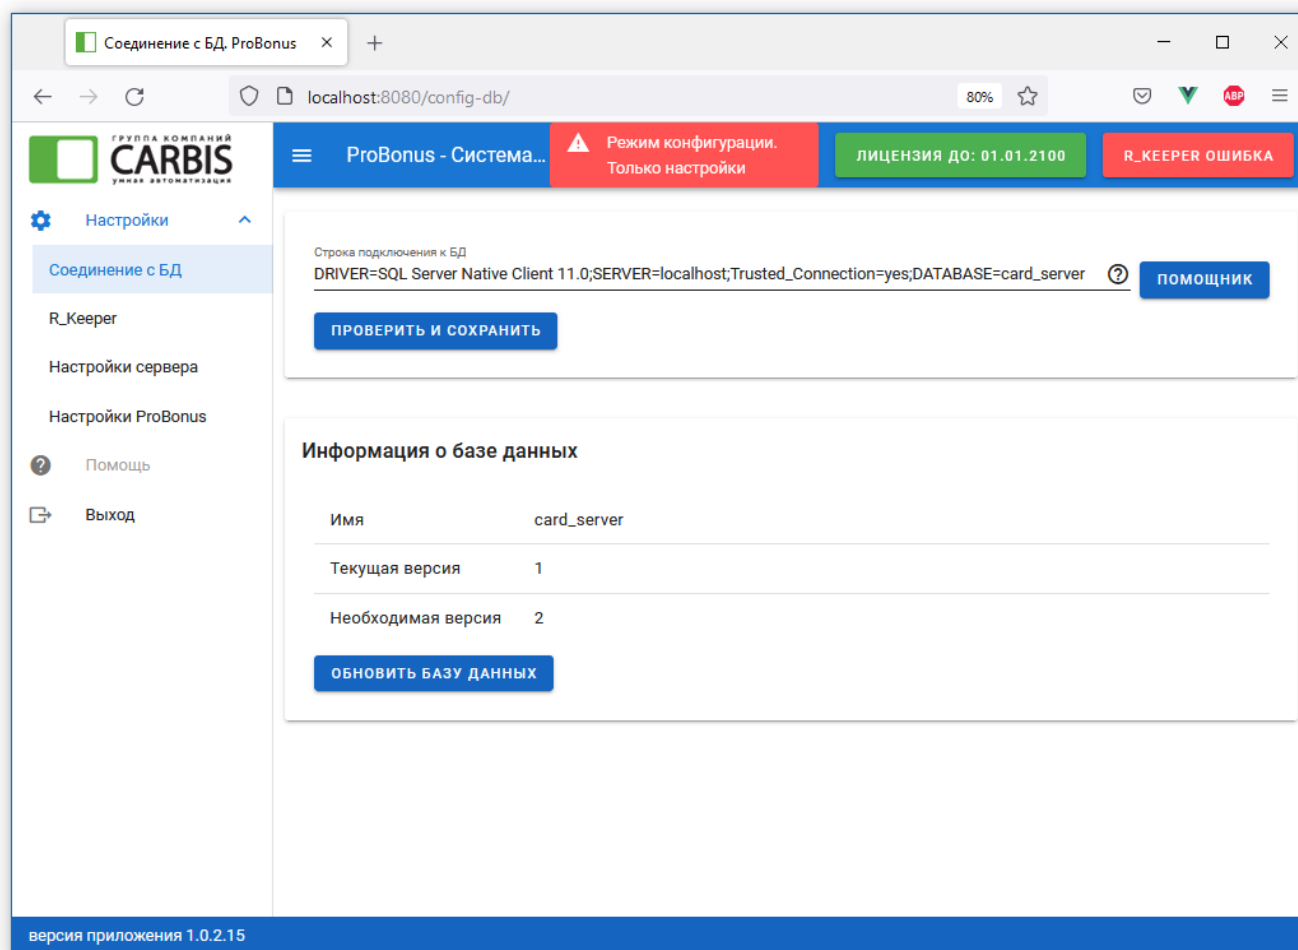 Соединение с БД. ProBonus
localhost:8080/config-db/
80%
ABP
ГРУППА КОМПАНИЙ
CARBIS
умная автоматизация
ProBonus - Система...
Режим конфигурации.
Только настройки
ЛИЦЕНЗИЯ ДО: 01.01.2100
R_KEEPER ОШИБКА
Настройки
Соединение с БД
R_Keeper
Настройки сервера
Настройки ProBonus
Помощь
Выход
Строка подключения к БД
DRIVER=SQL Server Native Client 11.0;SERVER=localhost;Trusted_Connection=yes;DATABASE=card_server
ПОМОЩНИК
ПРОВЕРИТЬ И СОХРАНИТЬ
Информация о базе данных
Имя card_server
Текущая версия 1
Необходимая версия 2
ОБНОВИТЬ БАЗУ ДАННЫХ
версия приложения 1.0.2.15